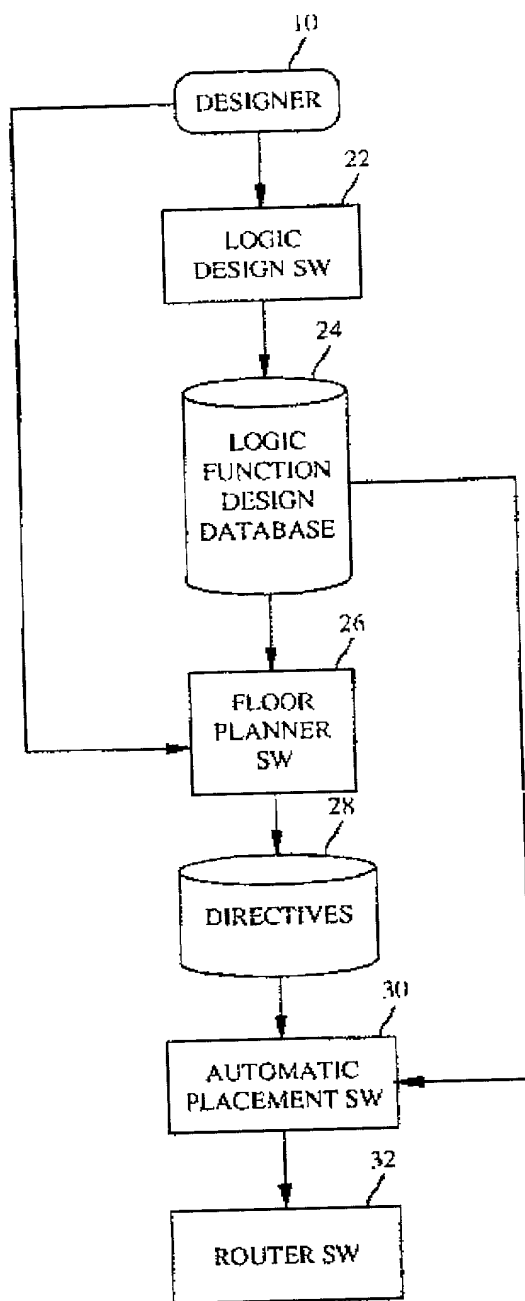 10
DESIGNER
22
LOGIC
DESIGN SW
24
LOGIC
FUNCTION
DESIGN
DATABASE
26
FLOOR
PLANNER
SW
28
DIRECTIVES
30
AUTOMATIC
PLACEMENT SW
32
ROUTER SW